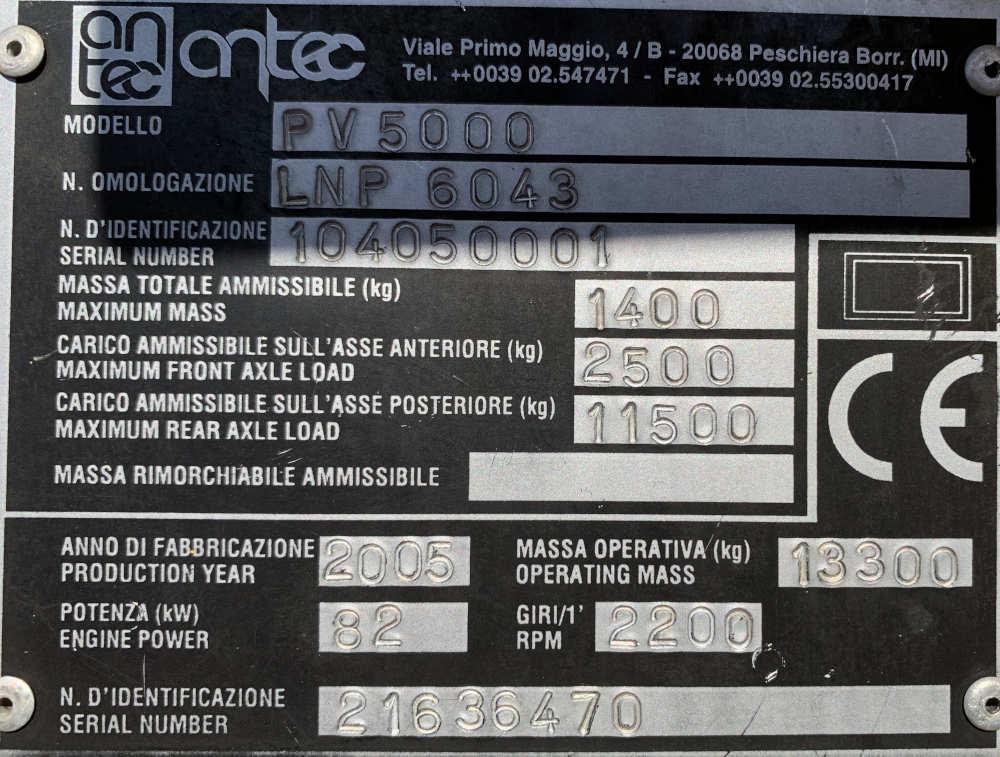 an
tec
antec
Viale Primo Maggio, 4 / B - 20068 Peschiera Borr. (MI)
Tel. ++0039 02.547471 - Fax ++0039 02.55300417
MODELLO PV5000
N. OMOLOGAZIONE LNP 6043
N. D'IDENTIFICAZIONE
SERIAL NUMBER 104050001
MASSA TOTALE AMMISSIBILE (kg)
MAXIMUM MASS 1400
CARICO AMMISSIBILE SULL'ASSE ANTERIORE (kg)
MAXIMUM FRONT AXLE LOAD 2500
CARICO AMMISSIBILE SULL'ASSE POSTERIORE (kg)
MAXIMUM REAR AXLE LOAD 11500
MASSA RIMORCHIABILE AMMISSIBILE
CE
ANNO DI FABBRICAZIONE
PRODUCTION YEAR 2005
MASSA OPERATIVA (kg)
OPERATING MASS 13300
POTENZA (kW)
ENGINE POWER 82
GIRI/1'
RPM 2200
N. D'IDENTIFICAZIONE
SERIAL NUMBER 21636470